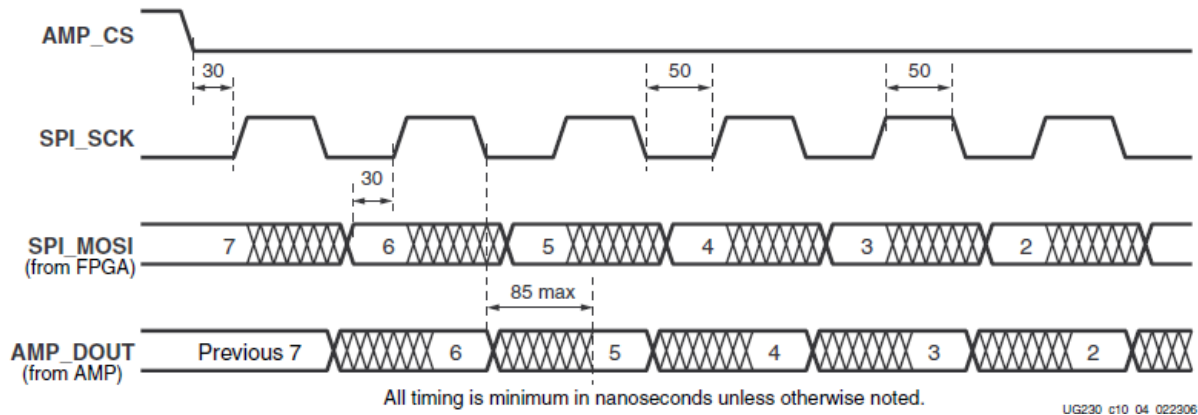 AMP_CS
30
50
50
SPI_SCK
30
SPI_MOSI
(from FPGA)
7
6
5
4
3
2
85 max
AMP_DOUT
(from AMP)
Previous 7
6
5
4
3
2
All timing is minimum in nanoseconds unless otherwise noted.
UG230_c10_04_022306